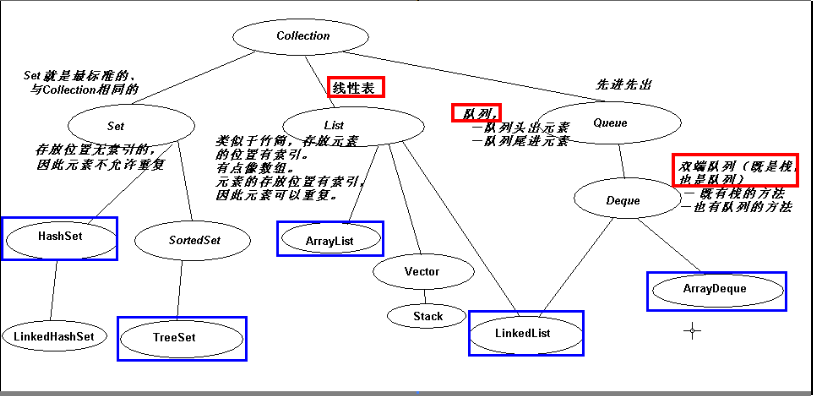 Collection
Set 就是最标准的、
与Collection相同的
线性表
先进先出
Set
List
队列，
—队列头出元素
—队列尾进元素
Queue
存放位置无索引的，
因此元素不允许重复
类似于竹筒，存放元素
的位置有索引。
有点像数组。
元素的存放位置有索引，
因此元素可以重复。
双端队列（既是栈，
也是队列）
— 既有栈的方法
—也有队列的方法
Deque
HashSet
SortedSet
ArrayList
Vector
ArrayDeque
Stack
LinkedHashSet
TreeSet
LinkedList